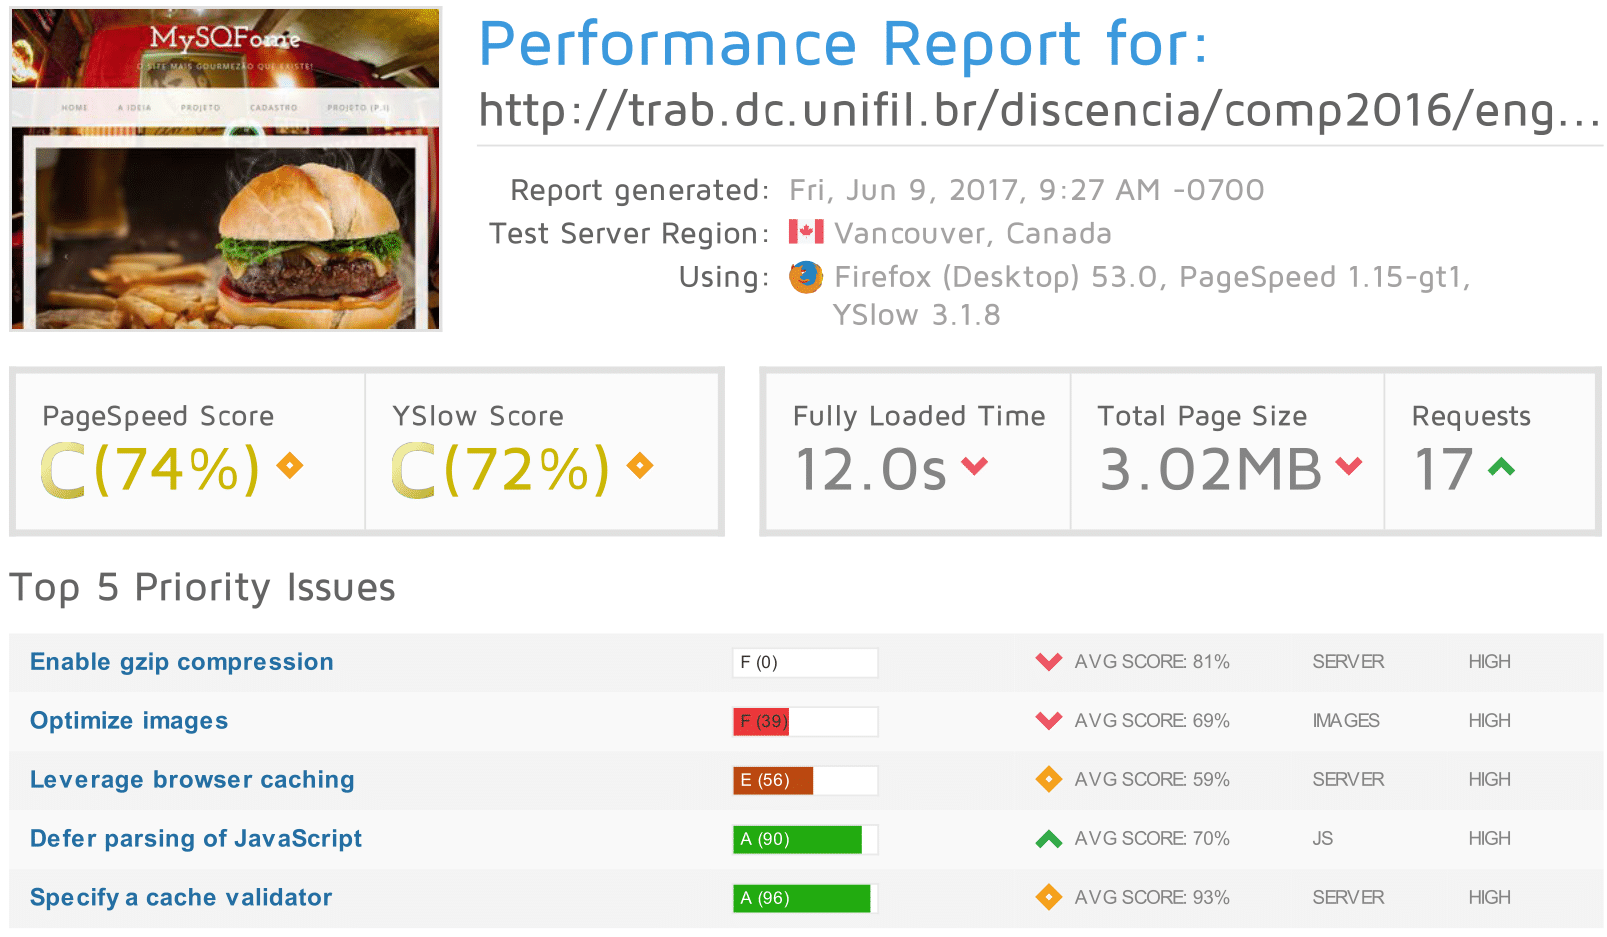 MySQFome
O SITE MAIS GOURMEZÃO QUE EXISTE!
HOME A IDEIA PROJETO CADASTRO PROJETO (P.I)
Performance Report for:
http://trab.dc.unifil.br/discencia/comp2016/eng...
Report generated: Fri, Jun 9, 2017, 9:27 AM -0700
Test Server Region: Vancouver, Canada
Using: Firefox (Desktop) 53.0, PageSpeed 1.15-gt1,
YSlow 3.1.8
PageSpeed Score YSlow Score Fully Loaded Time Total Page Size Requests
C(74%) C(72%) 12.0s 3.02MB 17
Top 5 Priority Issues
Enable gzip compression F (0) AVG SCORE: 81% SERVER HIGH
Optimize images F (39) AVG SCORE: 69% IMAGES HIGH
Leverage browser caching E (56) AVG SCORE: 59% SERVER HIGH
Defer parsing of JavaScript A (90) AVG SCORE: 70% JS HIGH
Specify a cache validator A (96) AVG SCORE: 93% SERVER HIGH